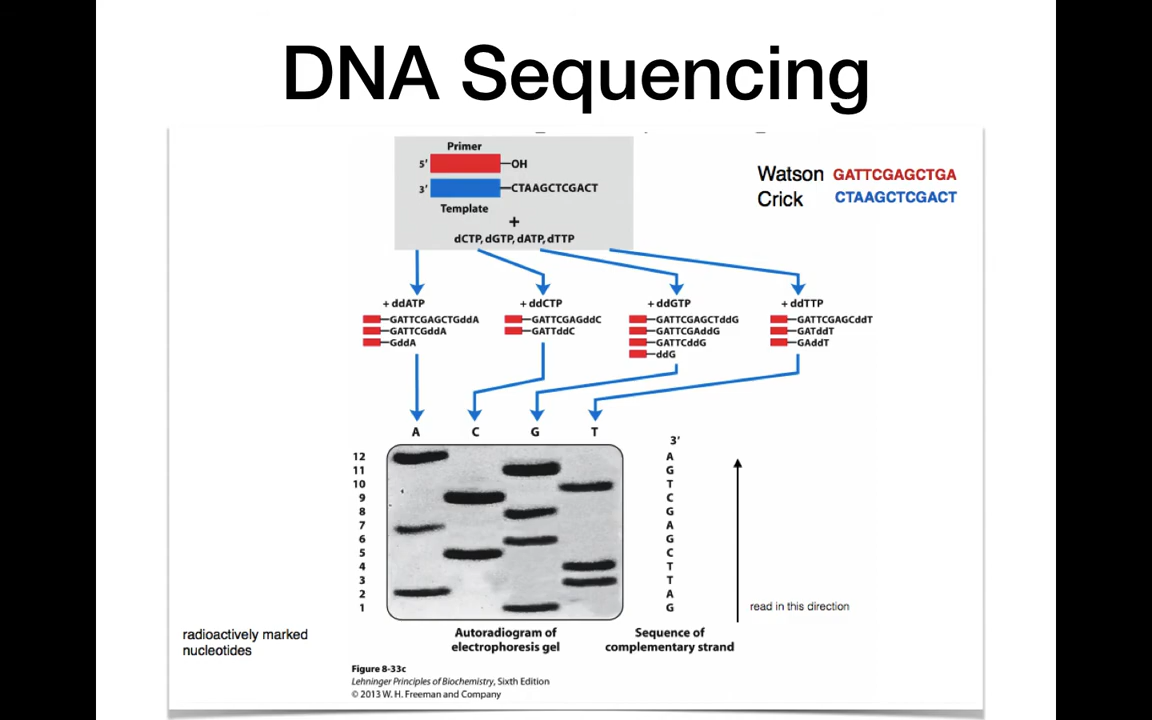 DNA Sequencing
Primer
5′ OH
3′ CTAAGCTCGACT
Template
+
dCTP, dGTP, dATP, dTTP
Watson GATTCGAGCTGA
Crick CTAAGCTCGACT
+ ddATP
GATTCGAGCTGddA
GATTCGddA
GddA
+ ddCTP
GATTCGAGddC
GATTddC
+ ddGTP
GATTCGAGCTddG
GATTCGAddG
GATTCddG
ddG
+ ddTTP
GATTCGAGCddT
GATddT
GAddT
A C G T
12
11
10
9
8
7
6
5
4
3
2
1
3′
A
G
T
C
G
A
G
C
T
T
A
G
read in this direction
Autoradiogram of
electrophoresis gel
Sequence of
complementary strand
radioactively marked
nucleotides
Figure 8-33c
Lehninger Principles of Biochemistry, Sixth Edition
© 2013 W. H. Freeman and Company